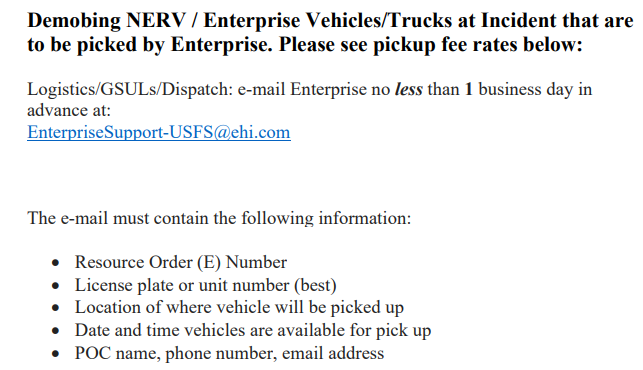 Demobing NERV / Enterprise Vehicles/Trucks at Incident that are
to be picked by Enterprise. Please see pickup fee rates below:
Logistics/GSULs/Dispatch: e-mail Enterprise no less than 1 business day in
advance at:
EnterpriseSupport-USFS@ehi.com
The e-mail must contain the following information:
• Resource Order (E) Number
• License plate or unit number (best)
• Location of where vehicle will be picked up
• Date and time vehicles are available for pick up
• POC name, phone number, email address